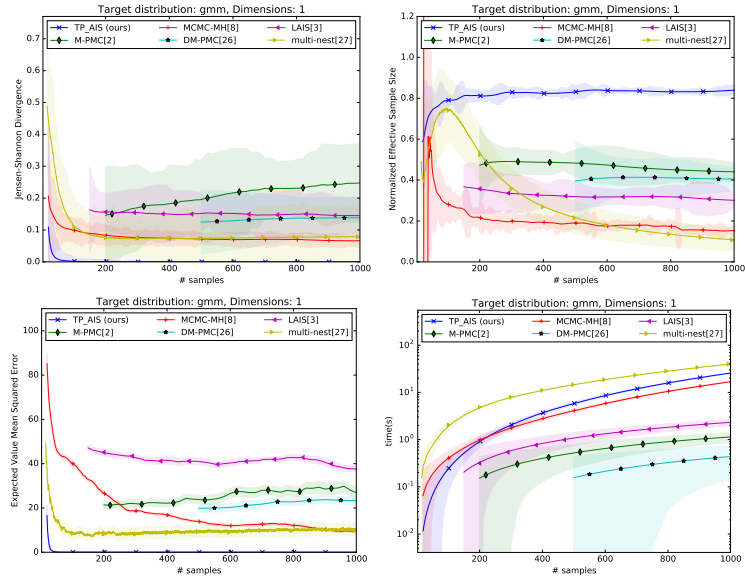 Target distribution: gmm, Dimensions: 1
TP_AIS (ours) MCMC-MH[8] LAIS[3]
M-PMC[2] DM-PMC[26] multi-nest[27]
Jensen-Shannon Divergence
0.7
0.6
0.5
0.4
0.3
0.2
0.1
0.0
200 400 600 800 1000
# samples
Target distribution: gmm, Dimensions: 1
TP_AIS (ours) MCMC-MH[8] LAIS[3]
M-PMC[2] DM-PMC[26] multi-nest[27]
Normalized Effective Sample Size
1.2
1.0
0.8
0.6
0.4
0.2
0.0
200 400 600 800 1000
# samples
Target distribution: gmm, Dimensions: 1
TP_AIS (ours) MCMC-MH[8] LAIS[3]
M-PMC[2] DM-PMC[26] multi-nest[27]
Expected Value Mean Squared Error
100
80
60
40
20
0
200 400 600 800 1000
# samples
Target distribution: gmm, Dimensions: 1
TP_AIS (ours) MCMC-MH[8] LAIS[3]
M-PMC[2] DM-PMC[26] multi-nest[27]
time(s)
10²
10¹
10⁰
10⁻¹
10⁻²
200 400 600 800 1000
# samples